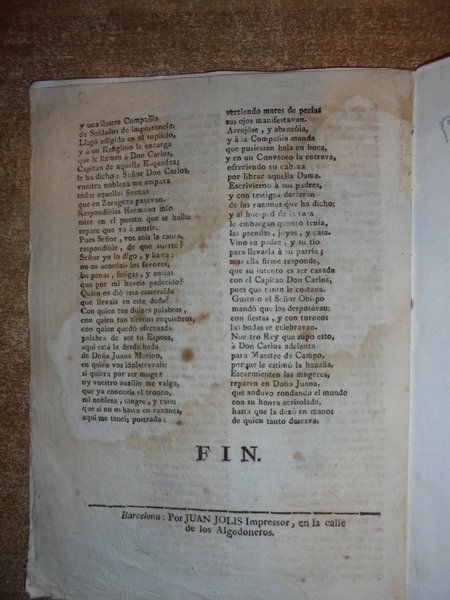 y una ilustre Compañia
de Soldados de importancia,
Llegó afligida en el suplicio,
y á un Religioso le encarga
que le llamen á Don Carlos,
Capitan de aquella Esquadra;
le ha dicho: Señor Don Carlos,
vuestra nobleza me ampara
todas aquellas fuerzas
que en Zaragoza pasavan.
Respondióles Hermano mio
mire en el puesto que se halla:
repare que va á morir.
Pues Señor, vos sois la causa,
respondióle, de que suerte?
Señor yo lo digo, y basta:
no os acordais los favores,
las penas, fatigas, y ansias
que por mi haveis padecido?
Quien os dió esta esmeralda
que llevais en este dedo?
Con quien tan dulzes palabras,
con quien tan tiernos requiebros,
con quien quedó efectuada
palabra de ser tu Esposa,
aqui está la desdichada
de Doña Juana Merino,
en quien vos idolatravais:
si quiera por ser muger
oy vuestro auxilio me valga;
que ya conoceis el tronco,
mi nobleza, sangre, y casa;
que si no os basta en razones,
aqui me teneis postrada:
vertiendo mares de perlas
sus ojos manifestavan.
Arrojóse, y abrazóla,
y á la Compañia manda
que pusiessen bala en boca,
y en un Convento la entrava,
ofreciendo su cabeza
por librar aquella Dama.
Escrivieron á sus padres,
y con testigos declaran
de las razones que ha dicho:
y al huesped de la casa
le embargan quanto tenia,
las prendas, joyas, y casa.
Vino su padre, y su tio
para llevarla á su patria;
mas ella firme responde,
que su intento es ser casada
con el Capitan Don Carlos,
pues que tanto le costava.
Gustoso el Señor Obispo
mandó que los desposaran:
con fiestas, y con torneos
las bodas se celebravan.
Nuestro Rey que supo esto,
à Don Carlos adelanta
para Maestre de Campo,
porque le estimó la hazaña.
Escarmienten las mugeres,
reparen en Doña Juana,
que anduvo rondando el mundo
con su honra acrisolada,
hasta que la dexó en manos
de quien tanto deseava.
FIN.
Barcelona: Por JUAN JOLIS Impressor, en la calle
de los Algodoneros.